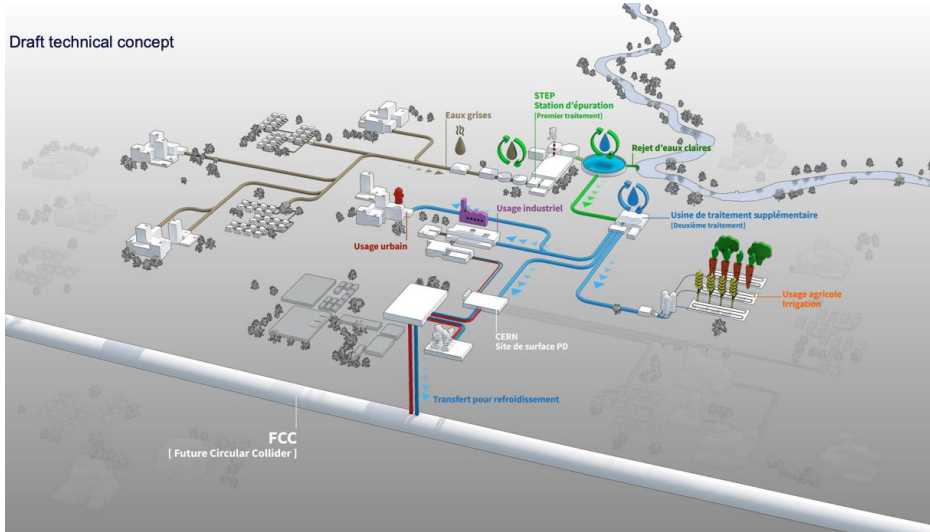 Draft technical concept
STEP
Station d'épuration
[Premier traitement]
Eaux grises
Rejet d'eaux claires
Usage industriel
Usine de traitement supplémentaire
[Deuxième traitement]
Usage urbain
Usage agricole
Irrigation
CERN
Site de surface PD
Transfert pour refroidissement
FCC
[ Future Circular Collider ]